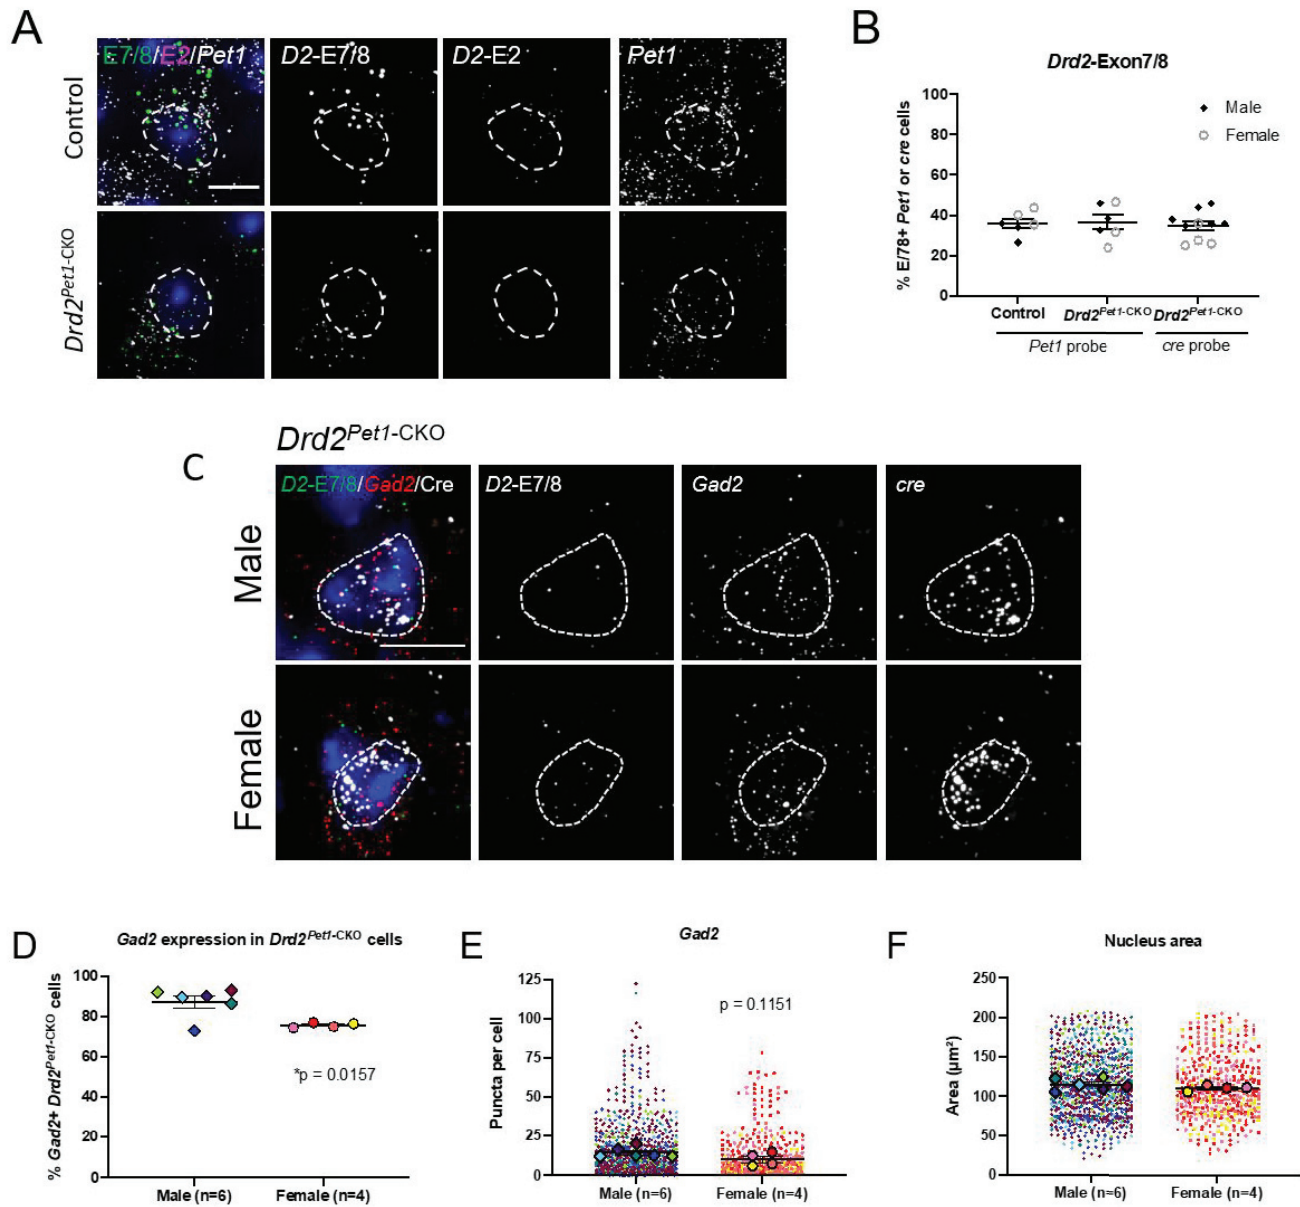 A
E7/8/E2/Pet1
D2-E7/8
D2-E2
Pet1
Control
Drd2Pet1-CKO
B
Drd2-Exon7/8
% E/78+ Pet1 or cre cells
100
80
60
40
20
0
Male
Female
Control Drd2Pet1-CKO Drd2Pet1-CKO
Pet1 probe cre probe
Drd2Pet1-CKO
C
D2-E7/8/Gad2/Cre
D2-E7/8
Gad2
cre
Male
Female
D
Gad2 expression in Drd2Pet1-CKO cells
% Gad2+ Drd2Pet1-CKO cells
100
80
60
40
20
0
*p = 0.0157
Male (n=6) Female (n=4)
E
Gad2
Puncta per cell
125
100
75
50
25
0
p = 0.1151
Male (n=6) Female (n=4)
F
Nucleus area
Area (µm²)
250
200
150
100
50
0
Male (n=6) Female (n=4)